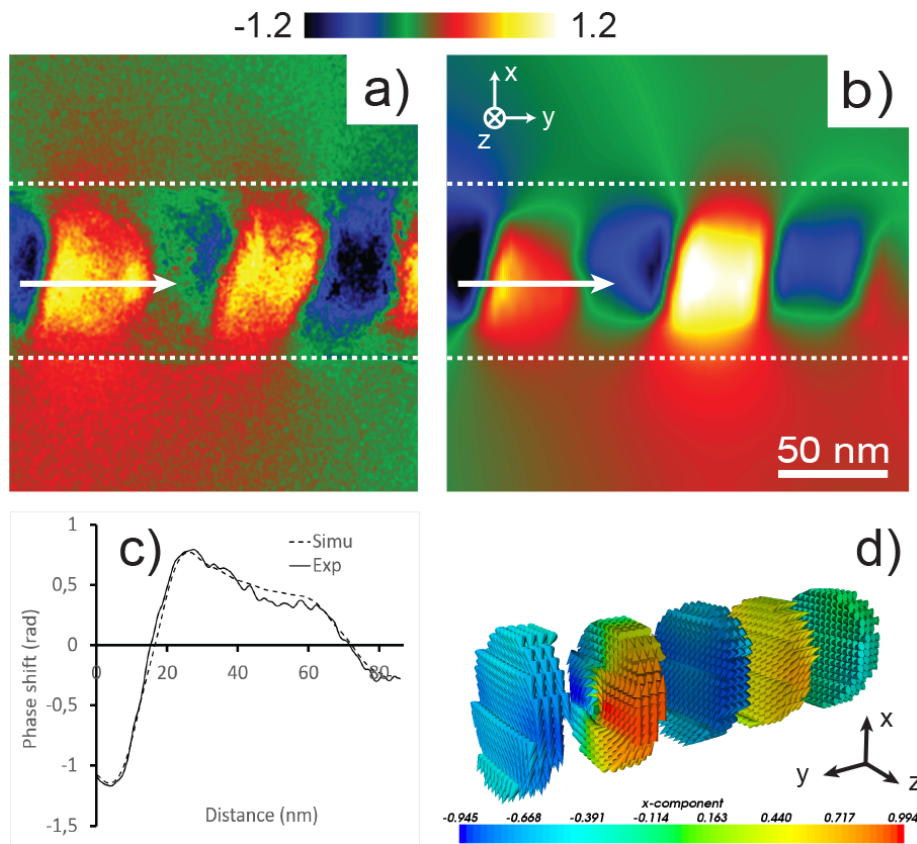 -1.2 1.2
a)
b)
x
y
z
50 nm
c)
Simu
Exp
1
0,5
0
-0,5
-1
-1,5
0 20 40 60 80
Phase shift (rad)
Distance (nm)
d)
x
y
z
x-component
-0.945 -0.668 -0.391 -0.114 0.163 0.440 0.717 0.994